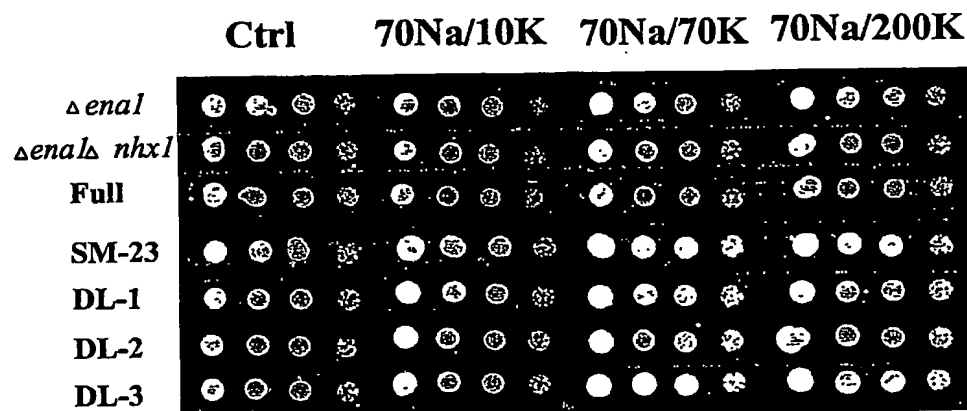 Ctrl 70Na/10K 70Na/70K 70Na/200K
Δena1
Δena1Δ nhx1
Full
SM-23
DL-1
DL-2
DL-3